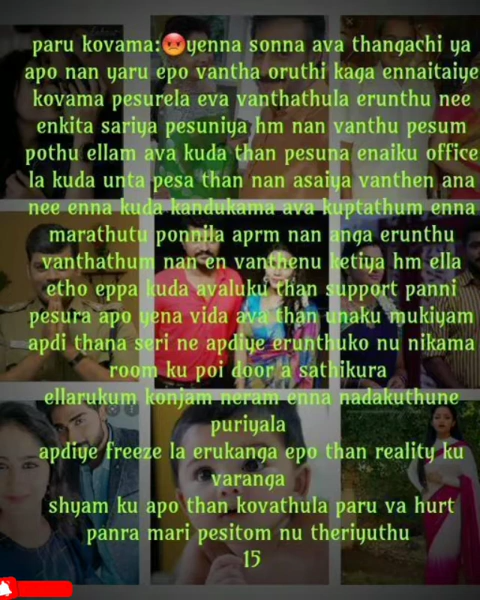 paru kovama:😡yenna sonna ava thangachi ya
apo nan yaru epo vantha oruthi kaga ennaitaiye
kovama pesurela eva vanthathula erunthu nee
enkita sariya pesuniya hm nan vanthu pesum
pothu ellam ava kuda than pesuna enaiku office
la kuda unta pesa than nan asaiya vanthen ana
nee enna kuda kandukama ava kuptathum enna
marathutu ponnila aprm nan anga erunthu
vanthathum nan en vanthenu ketiya hm ella
etho eppa kuda avaluku than support panni
pesura apo yena vida ava than unaku mukiyam
apdi thana seri ne apdiye erunthuko nu nikama
room ku poi door a sathikura
ellarukum konjam neram enna nadakuthune
puriyala
apdiye freeze la erukanga epo than reality ku
varanga
shyam ku apo than kovathula paru va hurt
panra mari pesitom nu theriyuthu
15